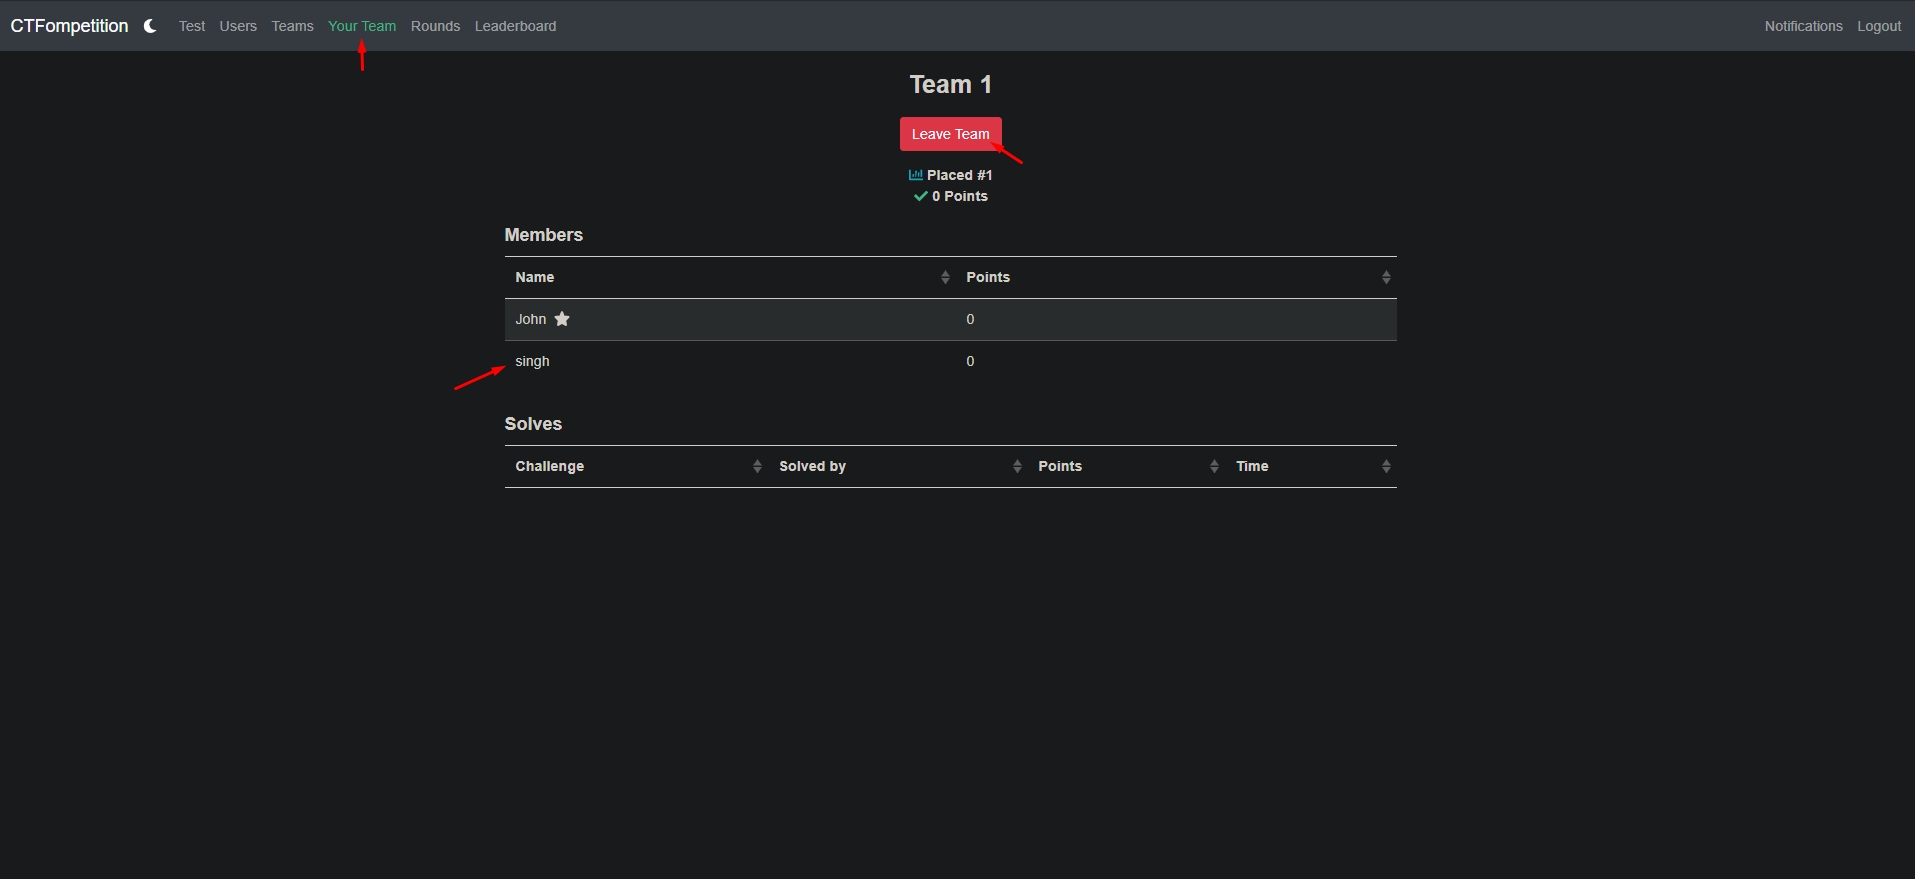 CTFompetition Test Users Teams Your Team Rounds Leaderboard Notifications Logout
Team 1
Leave Team
Placed #1
0 Points
Members
Name Points
John 0
singh 0
Solves
Challenge Solved by Points Time